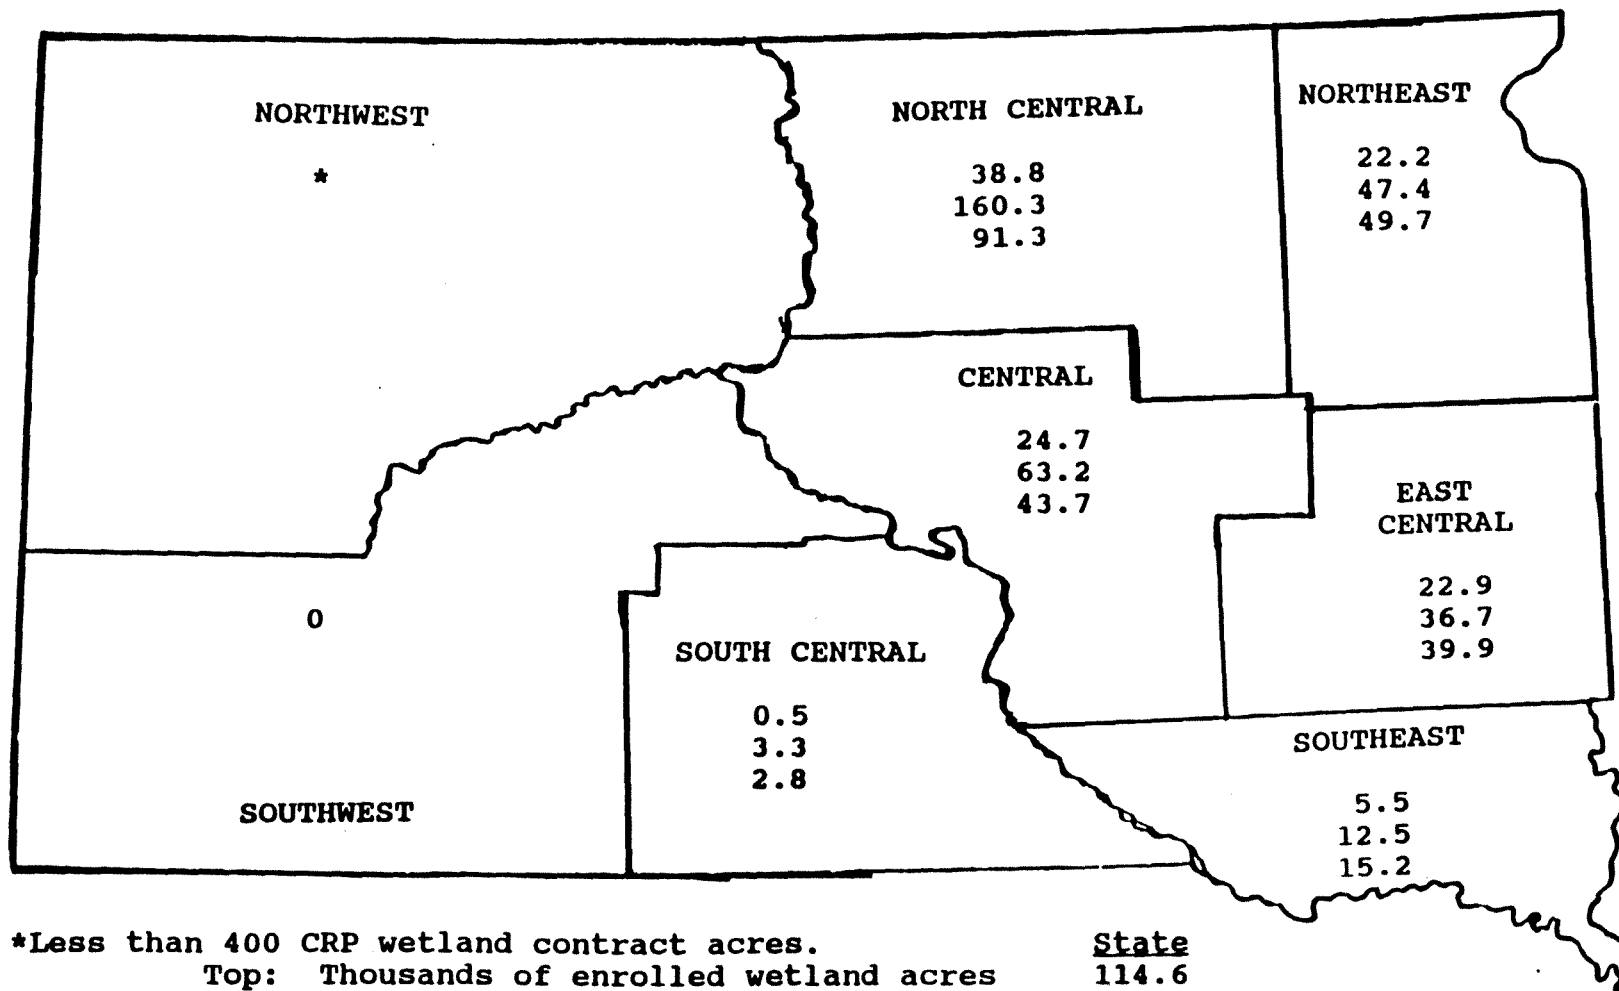 NORTHWEST
*
NORTH CENTRAL
38.8
160.3
91.3
NORTHEAST
22.2
47.4
49.7
CENTRAL
24.7
63.2
43.7
EAST
CENTRAL
22.9
36.7
39.9
0
SOUTHWEST
SOUTH CENTRAL
0.5
3.3
2.8
SOUTHEAST
5.5
12.5
15.2
*Less than 400 CRP wetland contract acres. State
Top: Thousands of enrolled wetland acres 114.6